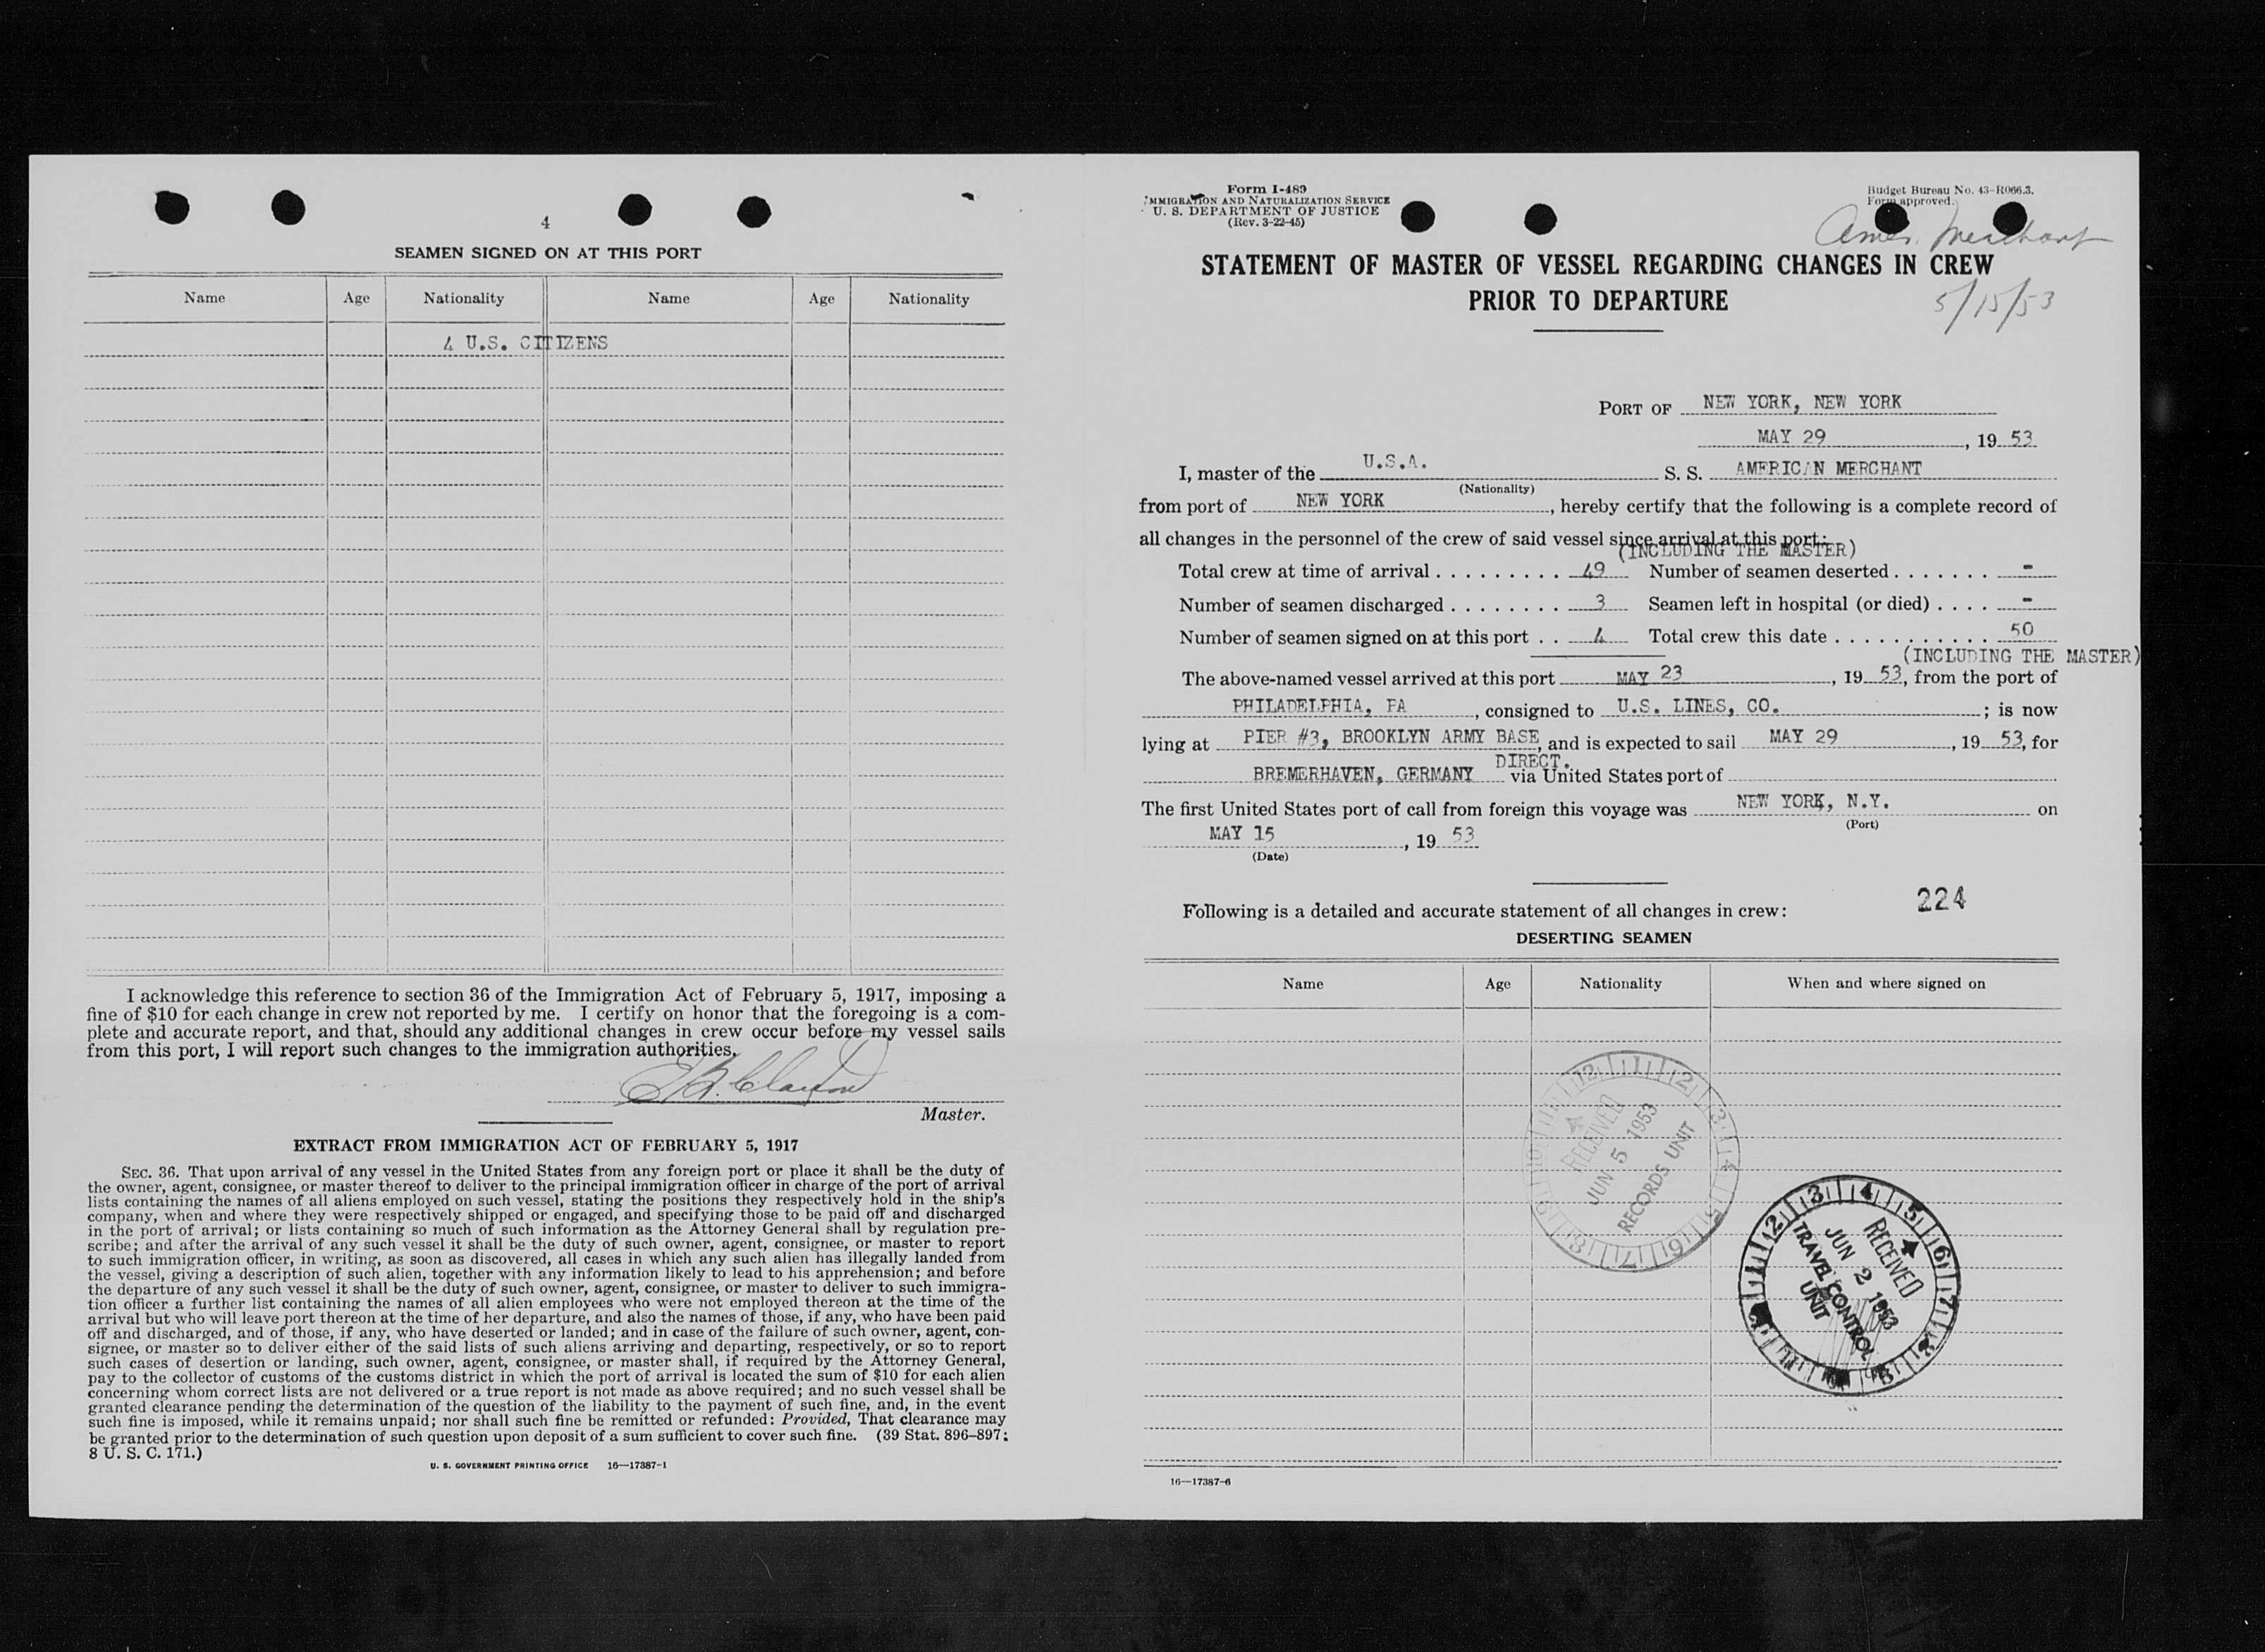 4
SEAMEN SIGNED ON AT THIS PORT
Name Age Nationality Name Age Nationality
4 U.S. CITIZENS
I acknowledge this reference to section 36 of the Immigration Act of February 5, 1917, imposing a
fine of $10 for each change in crew not reported by me. I certify on honor that the foregoing is a com-
plete and accurate report, and that, should any additional changes in crew occur before my vessel sails
from this port, I will report such changes to the immigration authorities.
Master.
EXTRACT FROM IMMIGRATION ACT OF FEBRUARY 5, 1917
SEC. 36. That upon arrival of any vessel in the United States from any foreign port or place it shall be the duty of
the owner, agent, consignee, or master thereof to deliver to the principal immigration officer in charge of the port of arrival
lists containing the names of all aliens employed on such vessel, stating the positions they respectively hold in the ship's
company, when and where they were respectively shipped or engaged, and specifying those to be paid off and discharged
in the port of arrival; or lists containing so much of such information as the Attorney General shall by regulation pre-
scribe; and after the arrival of any such vessel it shall be the duty of such owner, agent, consignee, or master to report
to such immigration officer, in writing, as soon as discovered, all cases in which any such alien has illegally landed from
the vessel, giving a description of such alien, together with any information likely to lead to his apprehension; and before
the departure of any such vessel it shall be the duty of such owner, agent, consignee, or master to deliver to such immigra-
tion officer a further list containing the names of all alien employees who were not employed thereon at the time of the
arrival but who will leave port thereon at the time of her departure, and also the names of those, if any, who have been paid
off and discharged, and of those, if any, who have deserted or landed; and in case of the failure of such owner, agent, con-
signee, or master so to deliver either of the said lists of such aliens arriving and departing, respectively, or so to report
such cases of desertion or landing, such owner, agent, consignee, or master shall, if required by the Attorney General,
pay to the collector of customs of the customs district in which the port of arrival is located the sum of $10 for each alien
concerning whom correct lists are not delivered or a true report is not made as above required; and no such vessel shall be
granted clearance pending the determination of the question of the liability to the payment of such fine, and, in the event
such fine is imposed, while it remains unpaid; nor shall such fine be remitted or refunded: Provided, That clearance may
be granted prior to the determination of such question upon deposit of a sum sufficient to cover such fine. (39 Stat. 896–897;
8 U. S. C. 171.)
U. S. GOVERNMENT PRINTING OFFICE 16—17387-1
Form I-489
IMMIGRATION AND NATURALIZATION SERVICE
U. S. DEPARTMENT OF JUSTICE
(Rev. 3-22-45)
Budget Bureau No. 43-R066.3.
Form approved.
Amer. Merchant
STATEMENT OF MASTER OF VESSEL REGARDING CHANGES IN CREW
PRIOR TO DEPARTURE
5/15/53
PORT OF NEW YORK, NEW YORK
MAY 29, 19 53
I, master of the U.S.A. S. S. AMERICAN MERCHANT
(Nationality)
from port of NEW YORK, hereby certify that the following is a complete record of
all changes in the personnel of the crew of said vessel since arrival at this port:
(INCLUDING THE MASTER)
Total crew at time of arrival . . . . . . . . . 49 Number of seamen deserted . . . . . . . -
Number of seamen discharged . . . . . . . . 3 Seamen left in hospital (or died) . . . . -
Number of seamen signed on at this port . . 4 Total crew this date . . . . . . . . . . . 50
(INCLUDING THE MASTER)
The above-named vessel arrived at this port MAY 23, 19 53, from the port of
PHILADELPHIA, PA, consigned to U.S. LINES, CO.; is now
lying at PIER #3, BROOKLYN ARMY BASE, and is expected to sail MAY 29, 19 53, for
DIRECT.
BREMERHAVEN, GERMANY via United States port of
The first United States port of call from foreign this voyage was NEW YORK, N.Y. on
(Port)
MAY 15, 19 53
(Date)
Following is a detailed and accurate statement of all changes in crew:
224
DESERTING SEAMEN
Name Age Nationality When and where signed on
RECEIVED
JUN 5 1953
RECORDS UNIT
RECEIVED
JUN 2 1953
TRAVEL CONTROL
UNIT
16—17387-6